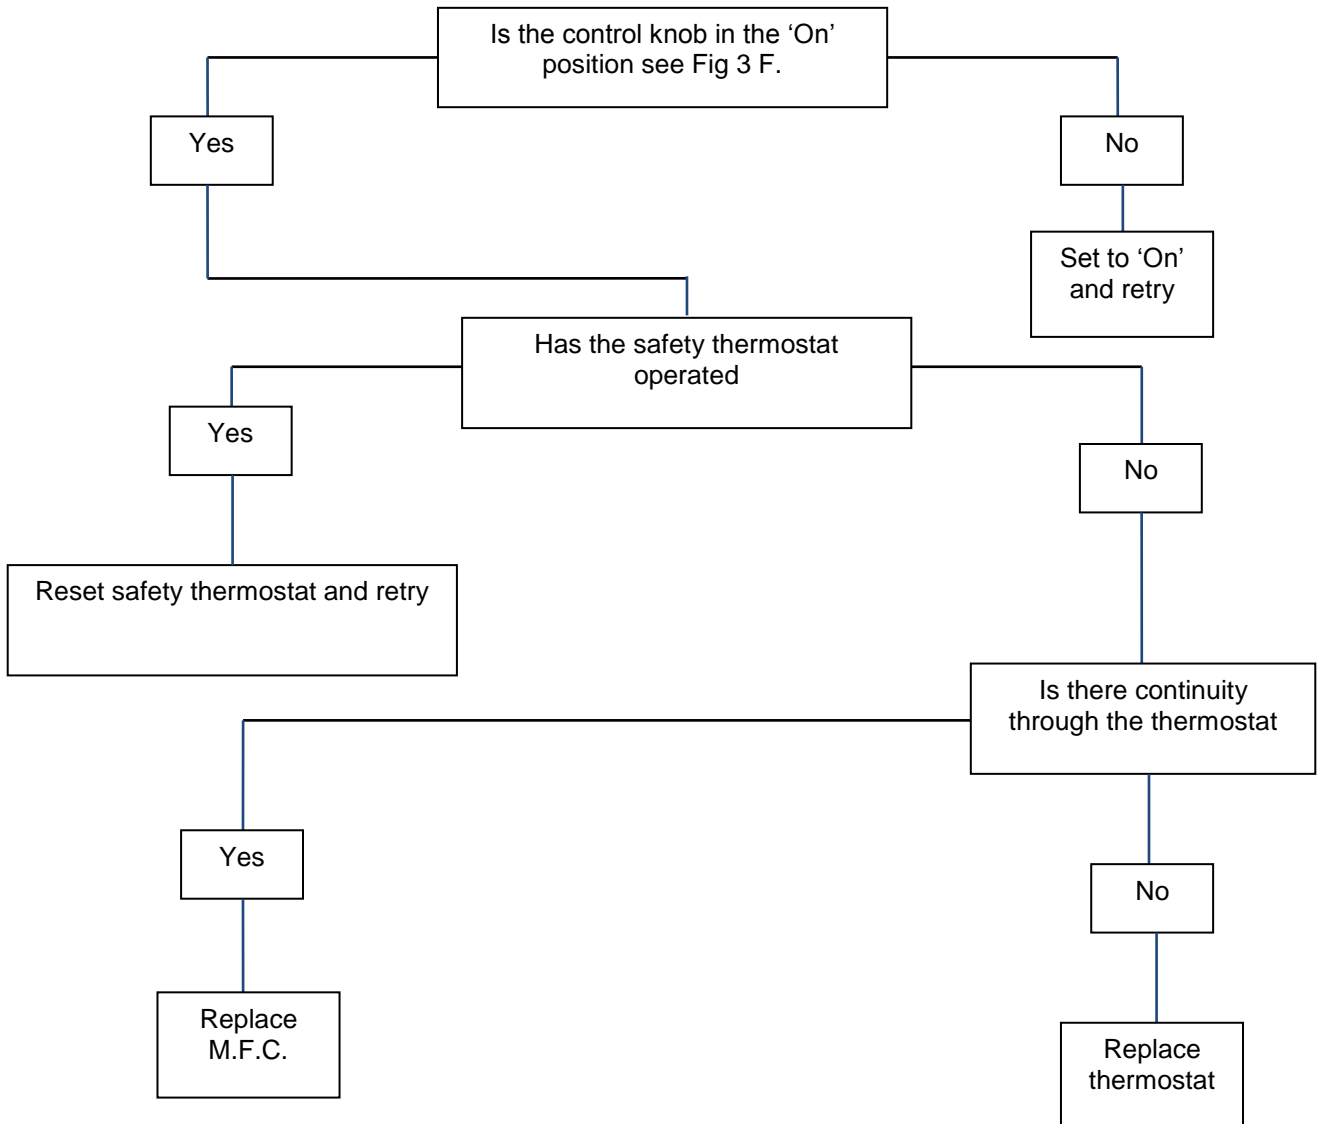 Is the control knob in the ‘On’
position see Fig 3 F.
Yes
No
Set to ‘On’
and retry
Has the safety thermostat
operated
Yes
No
Reset safety thermostat and retry
Is there continuity
through the thermostat
Yes
No
Replace
M.F.C.
Replace
thermostat